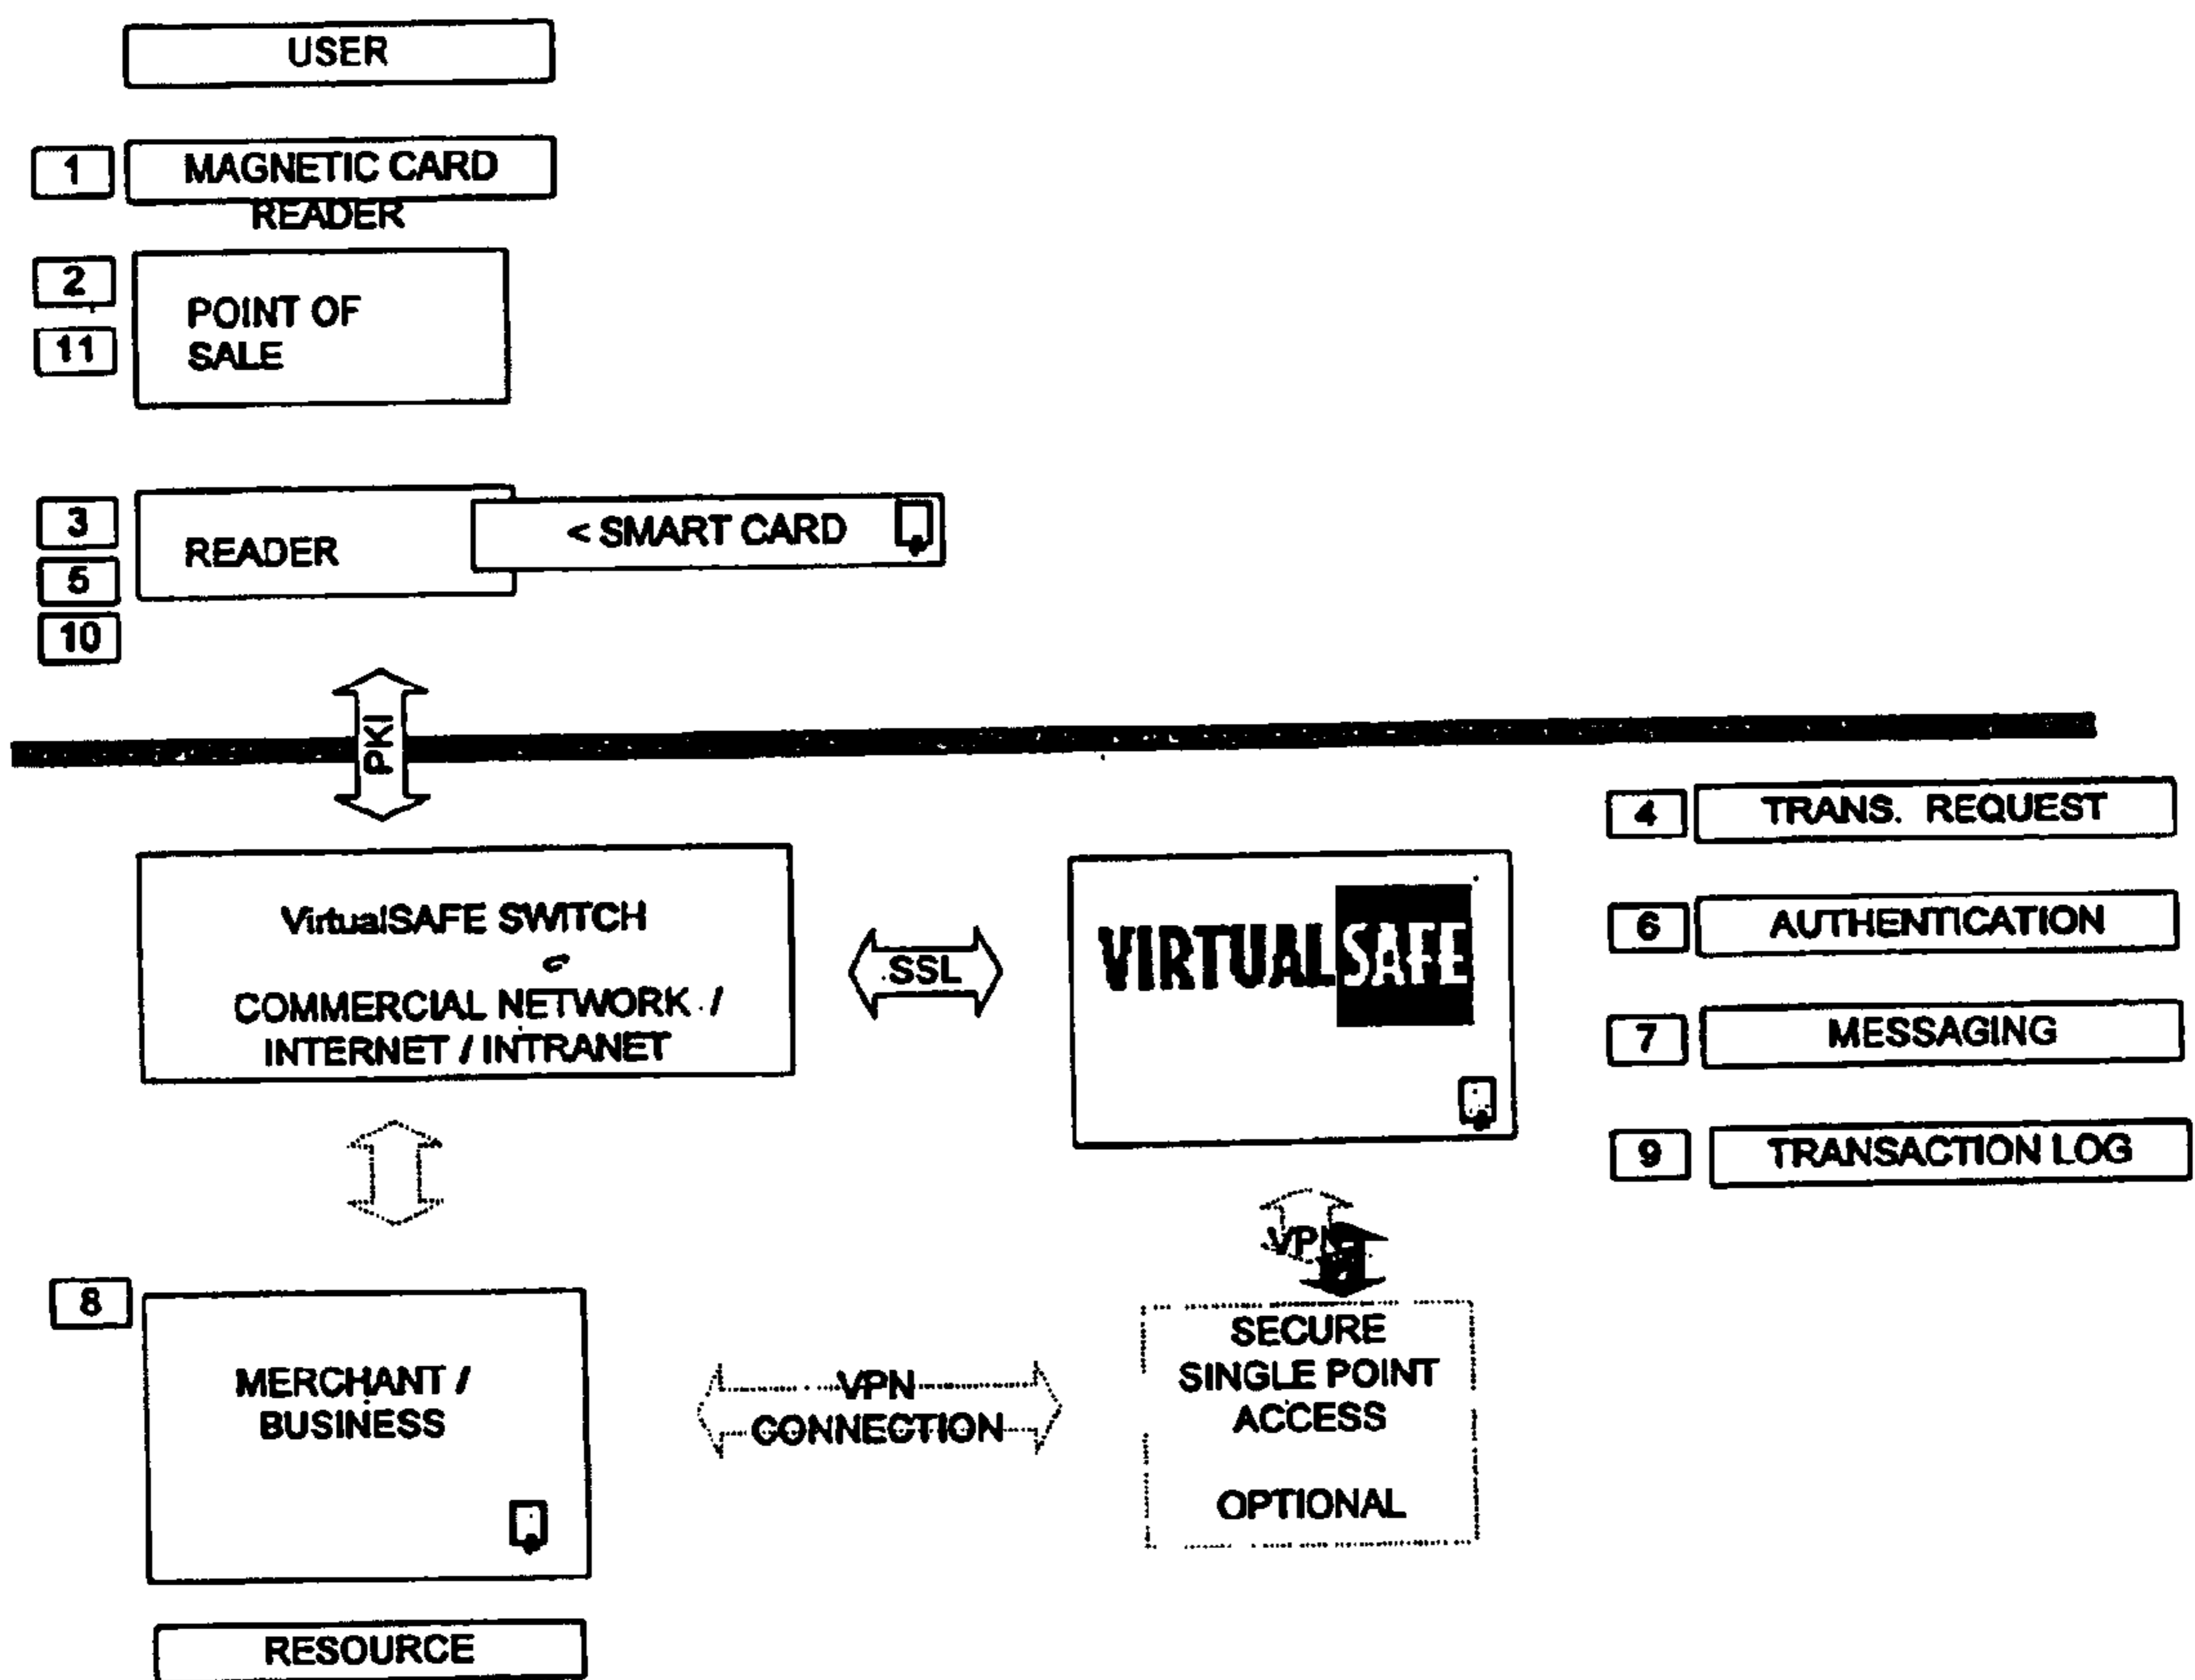 USER
1
MAGNETIC CARD
READER
2
11
POINT OF
SALE
3
5
10
READER
< SMART CARD
PKI
4
TRANS. REQUEST
VirtualSAFE SWITCH
COMMERCIAL NETWORK /
INTERNET / INTRANET
SSL
VIRTUALSAFE
6
AUTHENTICATION
7
MESSAGING
9
TRANSACTION LOG
VPN
8
MERCHANT /
BUSINESS
VPN
CONNECTION
SECURE
SINGLE POINT
ACCESS
OPTIONAL
RESOURCE